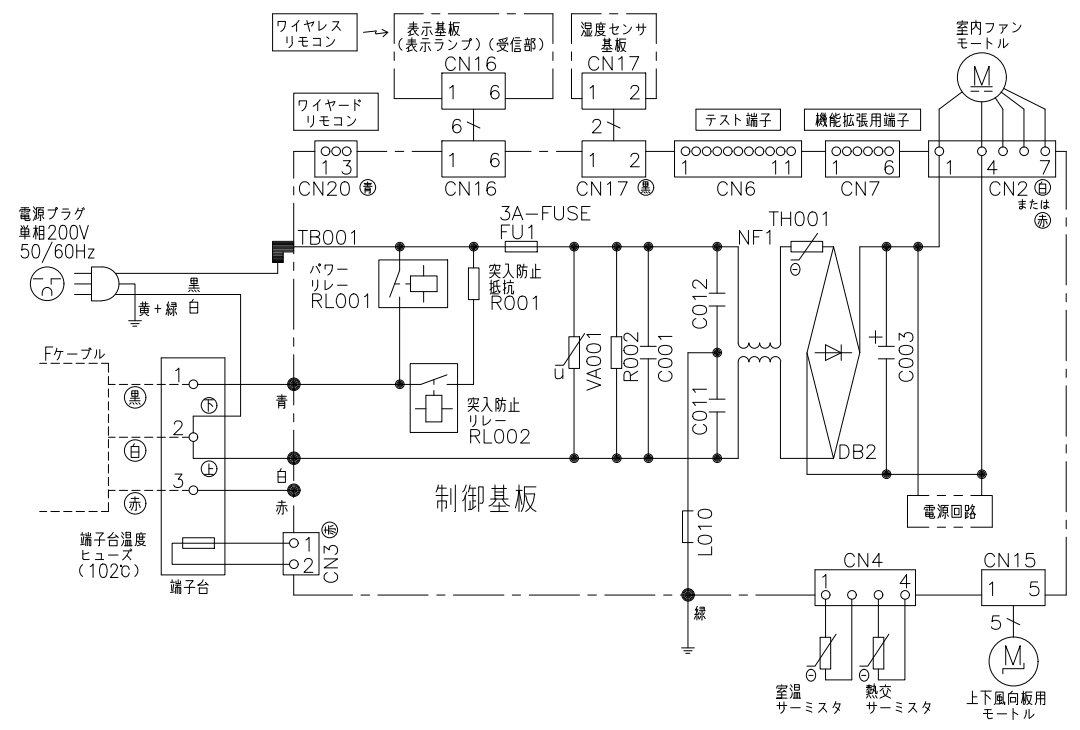 ワイヤレス
リモコン
表示基板
(表示ランプ)(受信部)
CN16
1 6
6
1 6
CN16
湿度センサ
基板
CN17
1 2
2
1 2
CN17 黒
室内ファン
モートル
M
ワイヤード
リモコン
1 3
CN20 青
テスト端子
1 11
CN6
機能拡張用端子
1 6
CN7
1 4 7
CN2 白
または
赤
電源プラグ
単相200V
50/60Hz
黒
黄+緑 白
TB001
3A-FUSE
FU1
パワー
リレー
RL001
突入防止
抵抗
R001
突入防止
リレー
RL002
VA001
R002
C001
C012
C011
NF1
TH001
C003
DB2
電源回路
Fケーブル
1
黒
下
2
白
上
3
赤
青
白
赤
制御基板
端子台温度
ヒューズ
(102℃)
端子台
1
2
CN3 赤
L010
緑
CN4
1 4
室温
サーミスタ
熱交
サーミスタ
CN15
1 5
5
M
上下風向板用
モートル